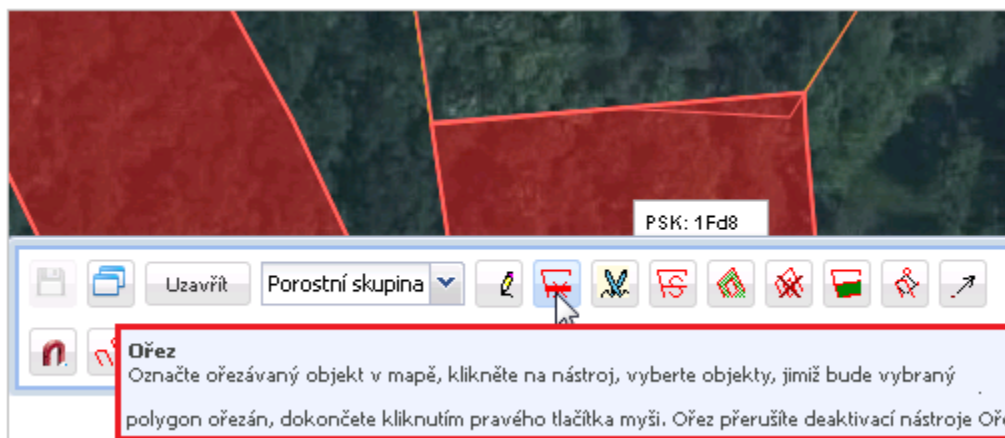 PSK: 1Fd8
Uzavřít Porostní skupina
Ořez
Označte ořezávaný objekt v mapě, klikněte na nástroj, vyberte objekty, jimiž bude vybraný
polygon ořezán, dokončete kliknutím pravého tlačítka myši. Ořez přerušíte deaktivací nástroje Oře